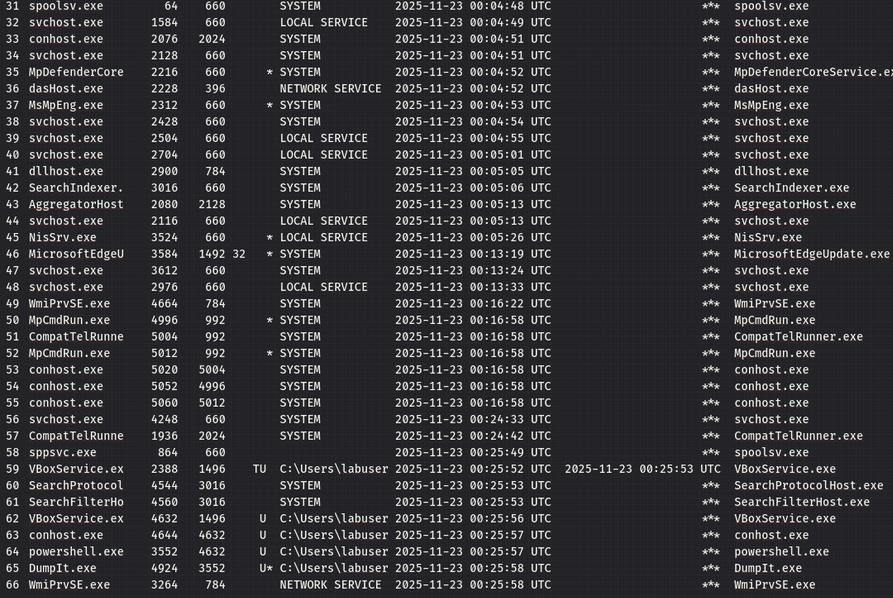 31 spoolsv.exe 64 660 SYSTEM 2025-11-23 00:04:48 UTC *** spoolsv.exe
32 svchost.exe 1584 660 LOCAL SERVICE 2025-11-23 00:04:49 UTC *** svchost.exe
33 conhost.exe 2076 2024 SYSTEM 2025-11-23 00:04:51 UTC *** conhost.exe
34 svchost.exe 2128 660 SYSTEM 2025-11-23 00:04:51 UTC *** svchost.exe
35 MpDefenderCore 2216 660 * SYSTEM 2025-11-23 00:04:52 UTC *** MpDefenderCoreService.ex
36 dasHost.exe 2228 396 NETWORK SERVICE 2025-11-23 00:04:52 UTC *** dasHost.exe
37 MsMpEng.exe 2312 660 * SYSTEM 2025-11-23 00:04:53 UTC *** MsMpEng.exe
38 svchost.exe 2428 660 SYSTEM 2025-11-23 00:04:54 UTC *** svchost.exe
39 svchost.exe 2504 660 LOCAL SERVICE 2025-11-23 00:04:55 UTC *** svchost.exe
40 svchost.exe 2704 660 LOCAL SERVICE 2025-11-23 00:05:01 UTC *** svchost.exe
41 dllhost.exe 2900 784 SYSTEM 2025-11-23 00:05:05 UTC *** dllhost.exe
42 SearchIndexer. 3016 660 SYSTEM 2025-11-23 00:05:06 UTC *** SearchIndexer.exe
43 AggregatorHost 2080 2128 SYSTEM 2025-11-23 00:05:13 UTC *** AggregatorHost.exe
44 svchost.exe 2116 660 LOCAL SERVICE 2025-11-23 00:05:13 UTC *** svchost.exe
45 NisSrv.exe 3524 660 * LOCAL SERVICE 2025-11-23 00:05:26 UTC *** NisSrv.exe
46 MicrosoftEdgeU 3584 1492 32 * SYSTEM 2025-11-23 00:13:19 UTC *** MicrosoftEdgeUpdate.exe
47 svchost.exe 3612 660 SYSTEM 2025-11-23 00:13:24 UTC *** svchost.exe
48 svchost.exe 2976 660 LOCAL SERVICE 2025-11-23 00:13:33 UTC *** svchost.exe
49 WmiPrvSE.exe 4664 784 SYSTEM 2025-11-23 00:16:22 UTC *** WmiPrvSE.exe
50 MpCmdRun.exe 4996 992 * SYSTEM 2025-11-23 00:16:58 UTC *** MpCmdRun.exe
51 CompatTelRunne 5004 992 SYSTEM 2025-11-23 00:16:58 UTC *** CompatTelRunner.exe
52 MpCmdRun.exe 5012 992 * SYSTEM 2025-11-23 00:16:58 UTC *** MpCmdRun.exe
53 conhost.exe 5020 5004 SYSTEM 2025-11-23 00:16:58 UTC *** conhost.exe
54 conhost.exe 5052 4996 SYSTEM 2025-11-23 00:16:58 UTC *** conhost.exe
55 conhost.exe 5060 5012 SYSTEM 2025-11-23 00:16:58 UTC *** conhost.exe
56 svchost.exe 4248 660 SYSTEM 2025-11-23 00:24:33 UTC *** svchost.exe
57 CompatTelRunne 1936 2024 SYSTEM 2025-11-23 00:24:42 UTC *** CompatTelRunner.exe
58 sppsvc.exe 864 660 2025-11-23 00:25:49 UTC *** spoolsv.exe
59 VBoxService.ex 2388 1496 TU C:\Users\labuser 2025-11-23 00:25:52 UTC 2025-11-23 00:25:53 UTC VBoxService.exe
60 SearchProtocol 4544 3016 SYSTEM 2025-11-23 00:25:53 UTC *** SearchProtocolHost.exe
61 SearchFilterHo 4560 3016 SYSTEM 2025-11-23 00:25:53 UTC *** SearchFilterHost.exe
62 VBoxService.ex 4632 1496 U C:\Users\labuser 2025-11-23 00:25:56 UTC *** VBoxService.exe
63 conhost.exe 4644 4632 U C:\Users\labuser 2025-11-23 00:25:57 UTC *** conhost.exe
64 powershell.exe 3552 4632 U C:\Users\labuser 2025-11-23 00:25:57 UTC *** powershell.exe
65 DumpIt.exe 4924 3552 U* C:\Users\labuser 2025-11-23 00:25:58 UTC *** DumpIt.exe
66 WmiPrvSE.exe 3264 784 NETWORK SERVICE 2025-11-23 00:25:58 UTC *** WmiPrvSE.exe